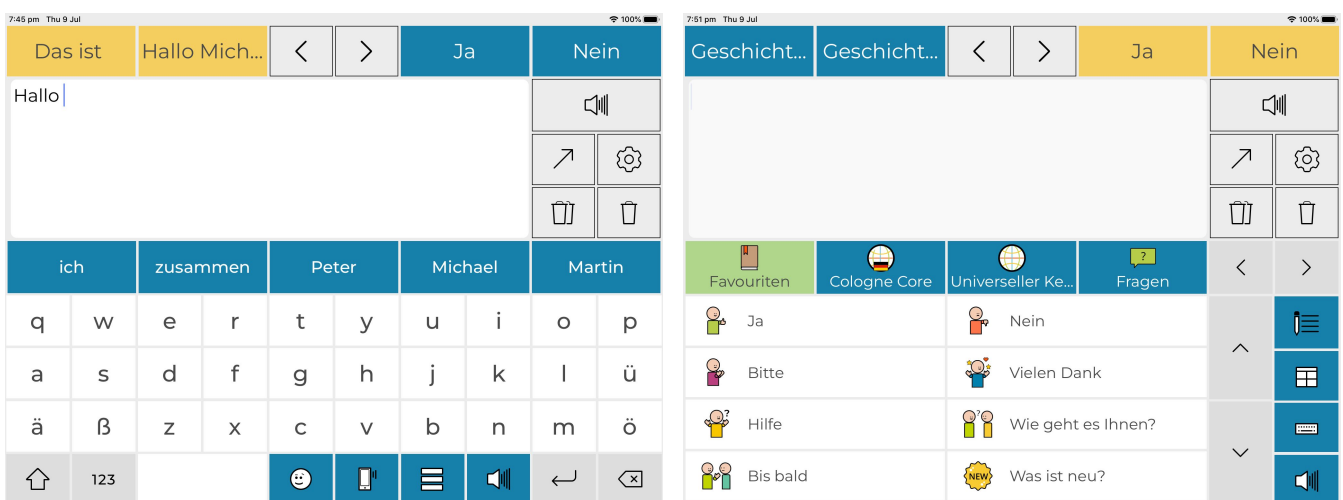 7:45 pm Thu 9 Jul
100%
Das ist
Hallo Mich...
Ja
Nein
Hallo
ich
zusammen
Peter
Michael
Martin
q w e r t y u i o p
a s d f g h j k l ü
ä ß z x c v b n m ö
123
7:51 pm Thu 9 Jul
100%
Geschicht...
Geschicht...
Ja
Nein
Favouriten
Cologne Core
Universeller Ke...
?
Fragen
Ja
Nein
Bitte
Vielen Dank
?
Hilfe
?
Wie geht es Ihnen?
Bis bald
NEW
Was ist neu?